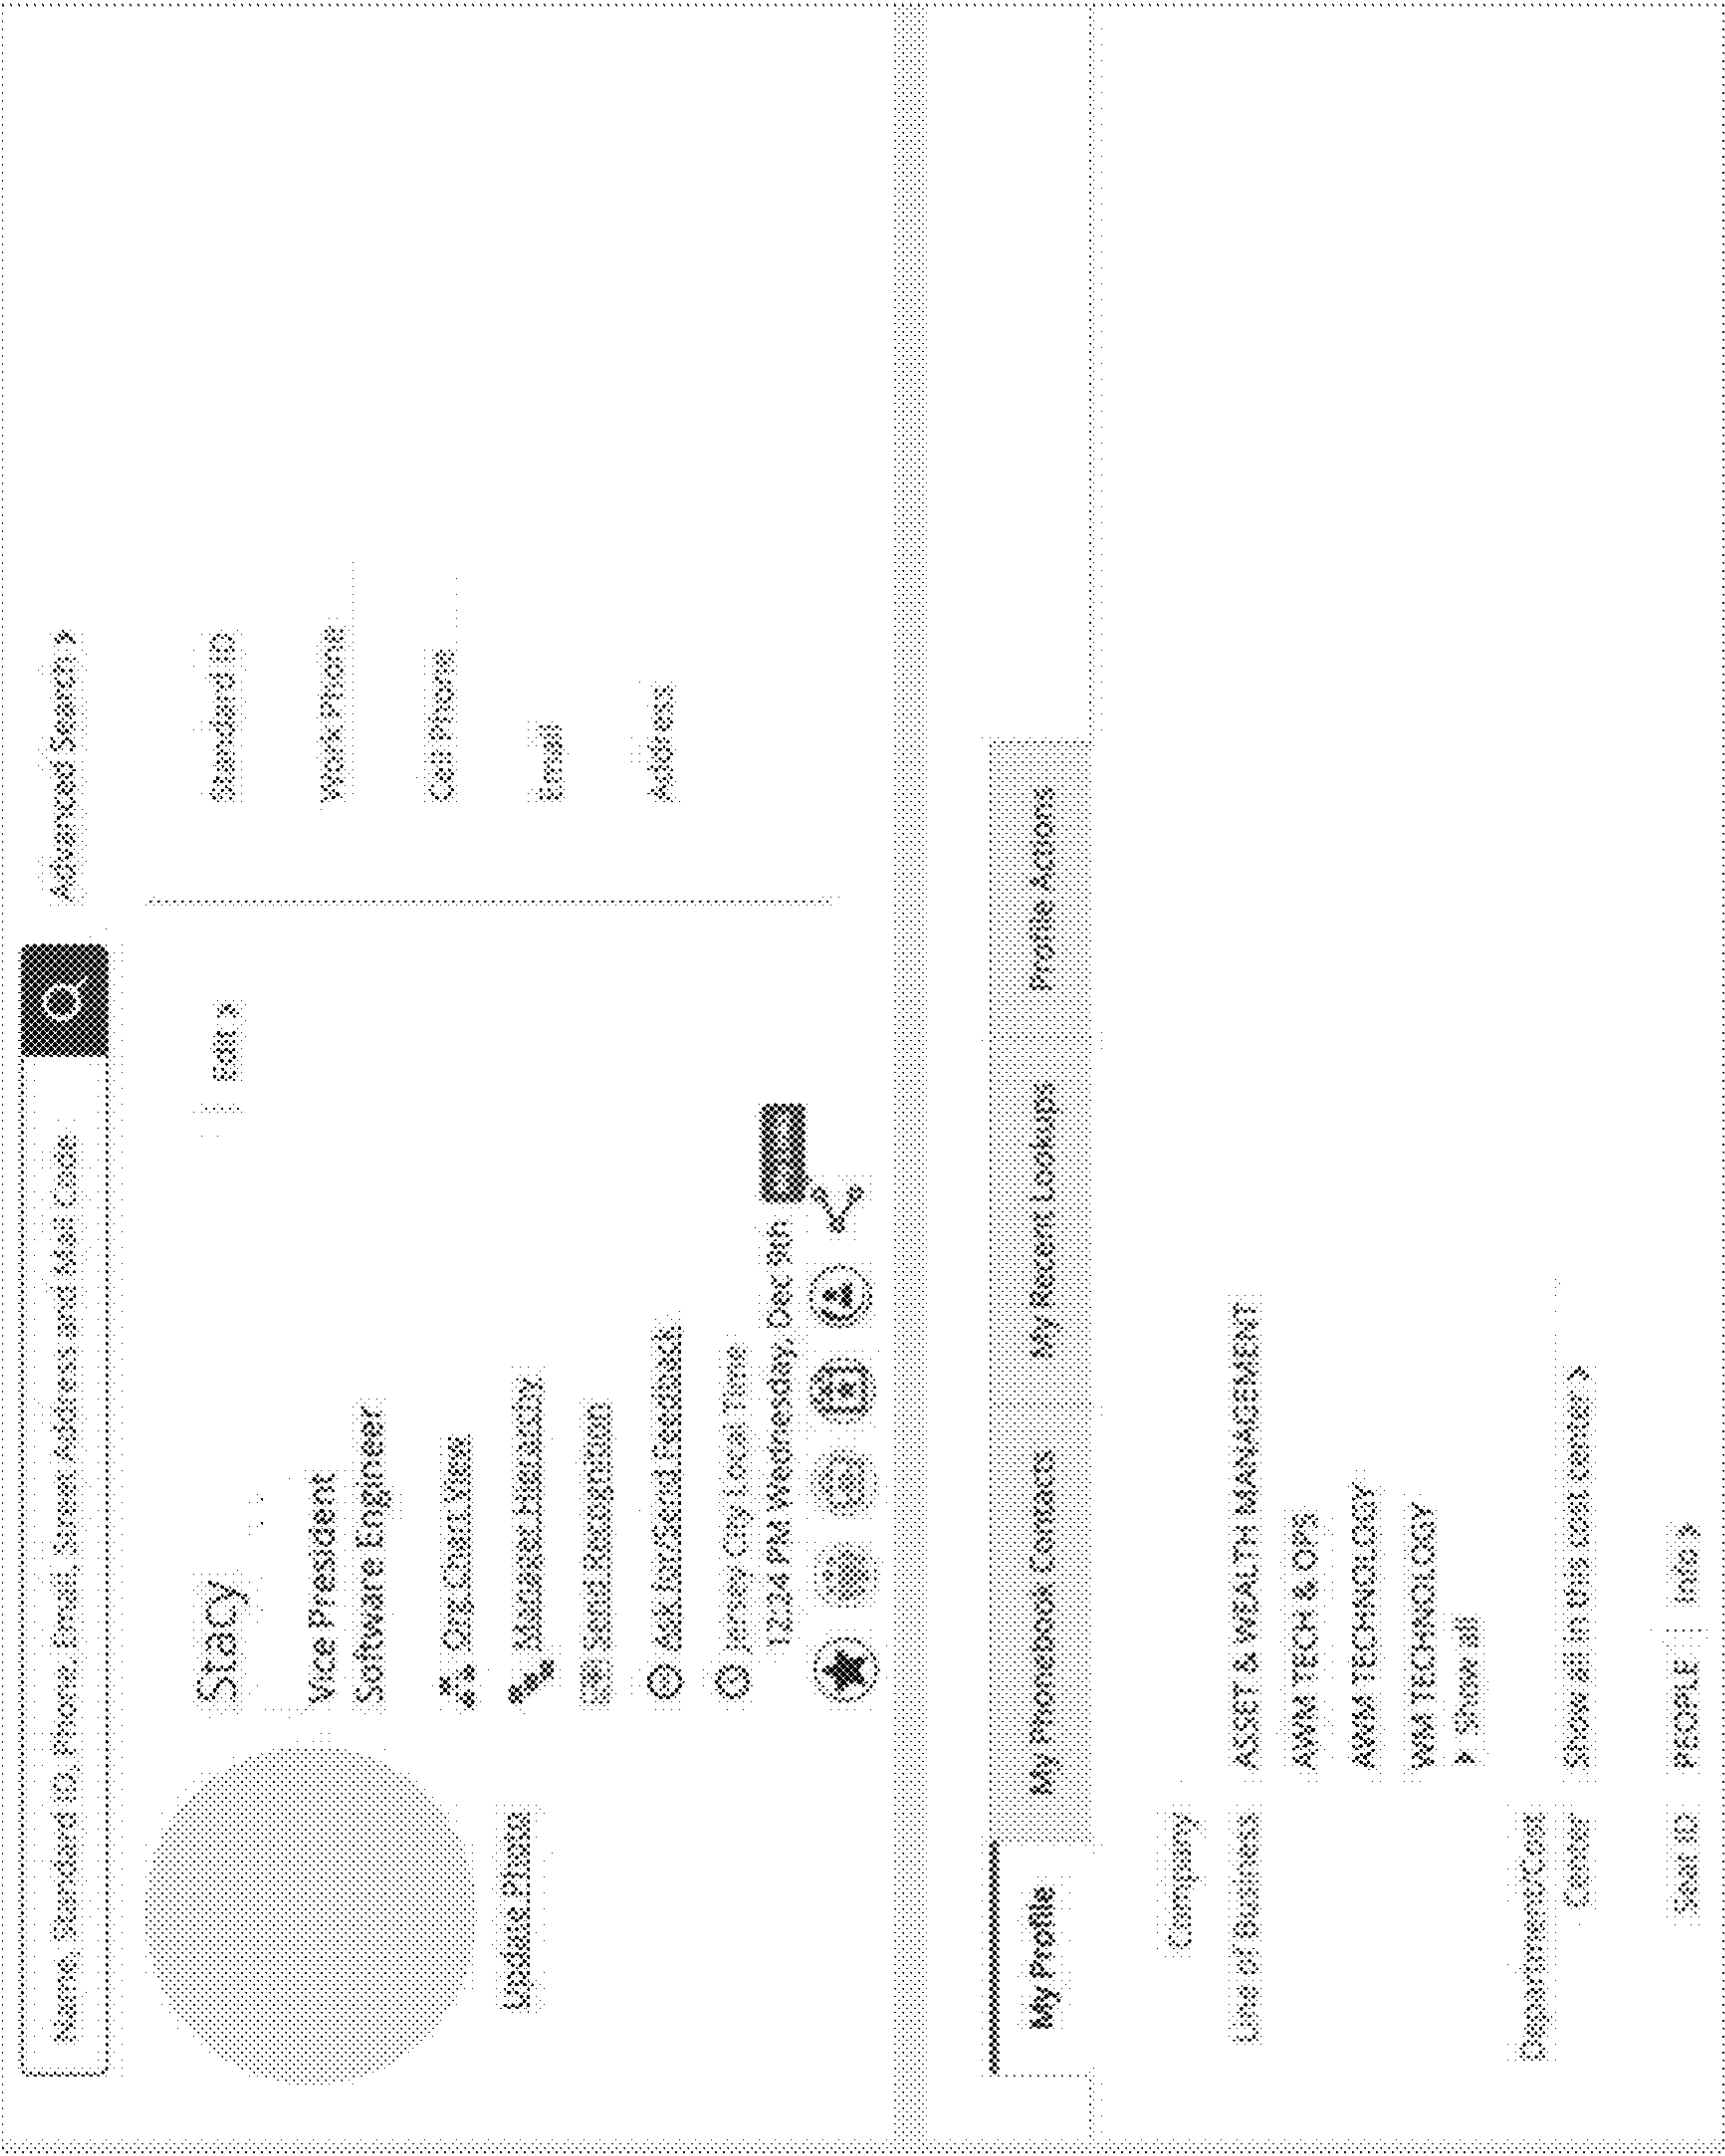 Name, Standard ID, Phone, Email, Street Address and Mail Code
Advanced Search >
Stacy
Edit >
Vice President
Software Engineer
Org Chart View
Manager Hierarchy
Send Recognition
Ask for/Send Feedback
Jersey City Local Time
12:24 PM Wednesday, Dec 9th
Update Photo
Standard ID
Work Phone
Cell Phone
Email
Address
My Profile
My Phonebook Contacts
My Recent Lookups
Profile Actions
Company
Line of Business
ASSET & WEALTH MANAGEMENT
AWM TECH & OPS
AWM TECHNOLOGY
WM TECHNOLOGY
Show all
Department/Cost
Center
Show all in this cost center >
Seal ID
PEOPLE | Info >